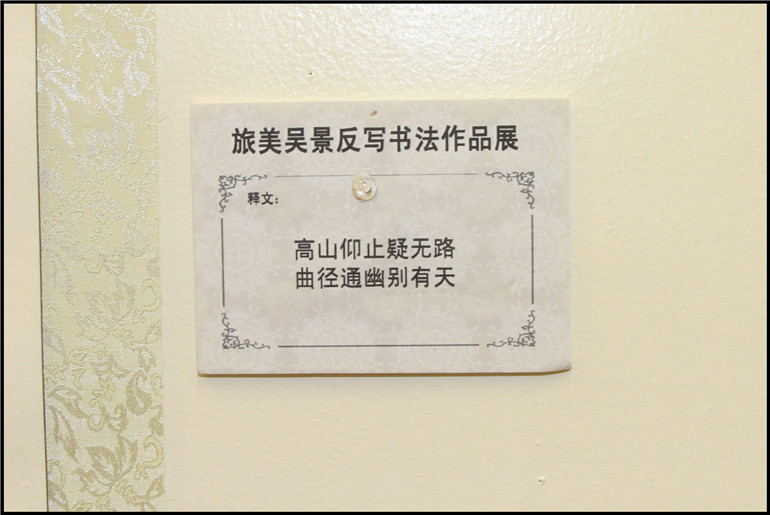 旅美吴景反写书法作品展
释文：
高山仰止疑无路
曲径通幽别有天